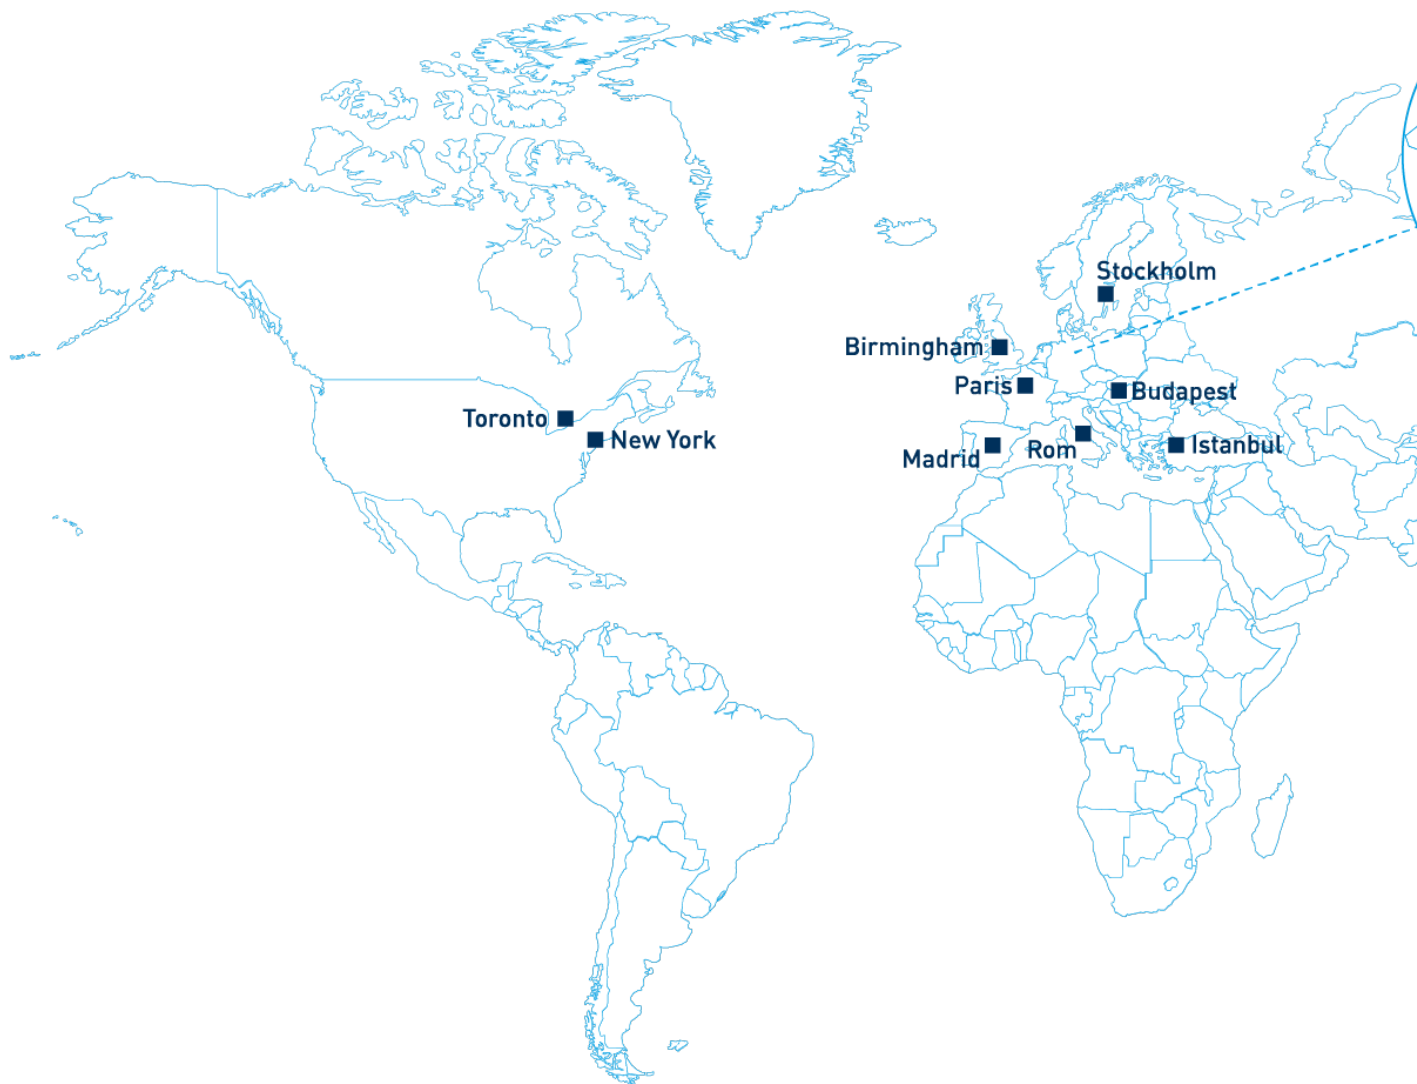 Stockholm
Birmingham
Paris
Budapest
Toronto
New York
Madrid
Rom
Istanbul